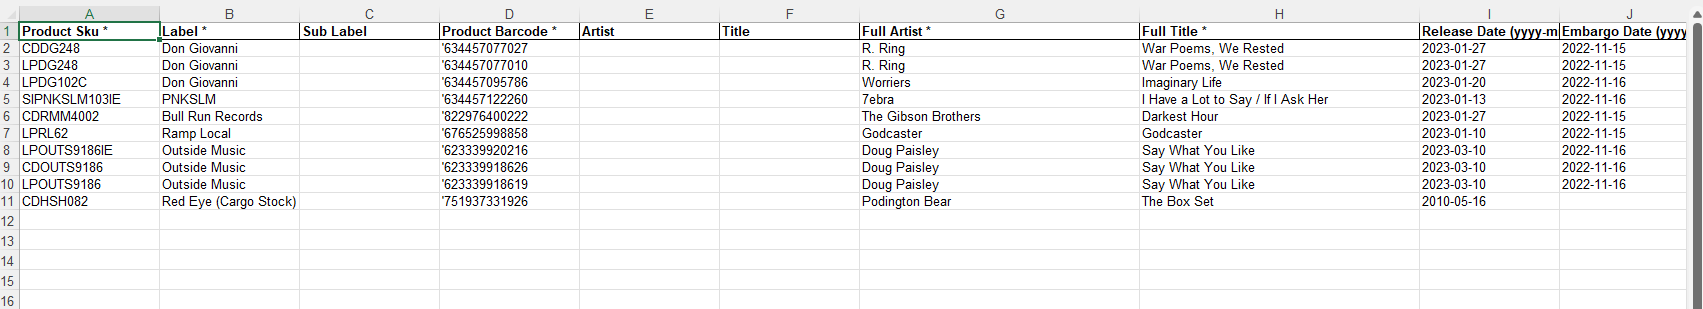 A B C D E F G H I J
1 Product Sku * Label * Sub Label Product Barcode * Artist Title Full Artist * Full Title * Release Date (yyyy-m Embargo Date (yyyy
2 CDDG248 Don Giovanni '634457077027 R. Ring War Poems, We Rested 2023-01-27 2022-11-15
3 LPDG248 Don Giovanni '634457077010 R. Ring War Poems, We Rested 2023-01-27 2022-11-15
4 LPDG102C Don Giovanni '634457095786 Worriers Imaginary Life 2023-01-20 2022-11-16
5 SIPNKSLM103IE PNKSLM '634457122260 7ebra I Have a Lot to Say / If I Ask Her 2023-01-13 2022-11-16
6 CDRMM4002 Bull Run Records '822976400222 The Gibson Brothers Darkest Hour 2023-01-27 2022-11-15
7 LPRL62 Ramp Local '676525998858 Godcaster Godcaster 2023-01-10 2022-11-15
8 LPOUTS9186IE Outside Music '623339920216 Doug Paisley Say What You Like 2023-03-10 2022-11-16
9 CDOUTS9186 Outside Music '623339918626 Doug Paisley Say What You Like 2023-03-10 2022-11-16
10 LPOUTS9186 Outside Music '623339918619 Doug Paisley Say What You Like 2023-03-10 2022-11-16
11 CDHSH082 Red Eye (Cargo Stock) '751937331926 Podington Bear The Box Set 2010-05-16
12
13
14
15
16